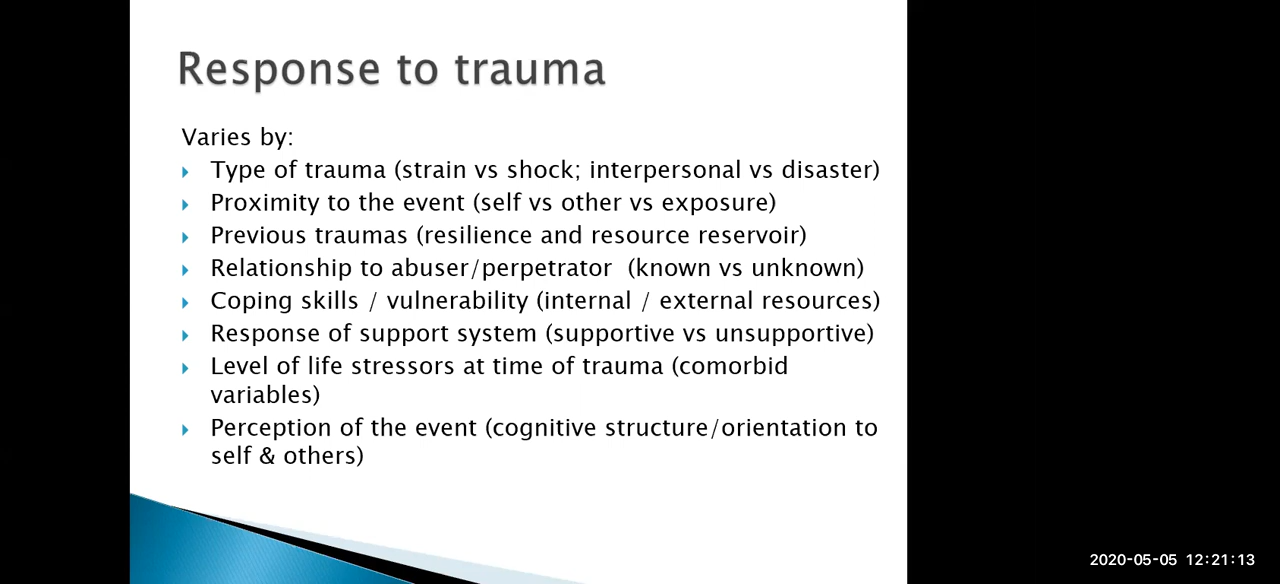 Response to trauma
Varies by:
Type of trauma (strain vs shock; interpersonal vs disaster)
Proximity to the event (self vs other vs exposure)
Previous traumas (resilience and resource reservoir)
Relationship to abuser/perpetrator  (known vs unknown)
Coping skills / vulnerability (internal / external resources)
Response of support system (supportive vs unsupportive)
Level of life stressors at time of trauma (comorbid
variables)
Perception of the event (cognitive structure/orientation to
self & others)
2020-05-05 12:21:13